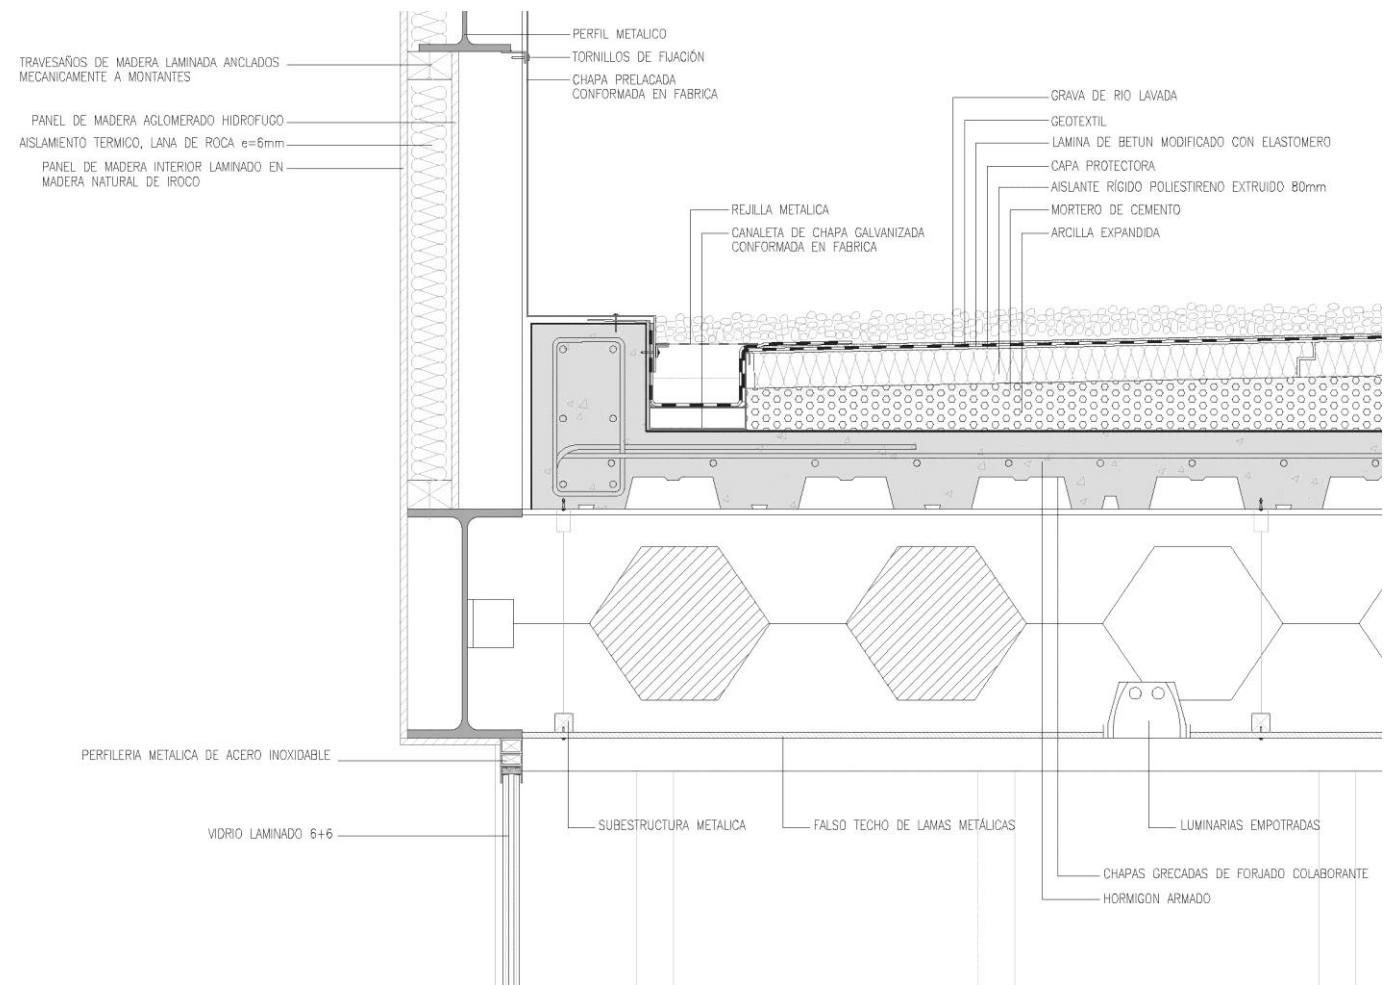 PERFIL METALICO
TORNILLOS DE FIJACIÓN
CHAPA PRELACADA
CONFORMADA EN FABRICA
TRAVESAÑOS DE MADERA LAMINADA ANCLADOS
MECANICAMENTE A MONTANTES
PANEL DE MADERA AGLOMERADO HIDROFUGO
AISLAMIENTO TERMICO, LANA DE ROCA e=6mm
PANEL DE MADERA INTERIOR LAMINADO EN
MADERA NATURAL DE IROCO
GRAVA DE RIO LAVADA
GEOTEXTIL
LAMINA DE BETUN MODIFICADO CON ELASTOMERO
CAPA PROTECTORA
AISLANTE RÍGIDO POLIESTIRENO EXTRUIDO 80mm
MORTERO DE CEMENTO
ARCILLA EXPANDIDA
REJILLA METALICA
CANALETA DE CHAPA GALVANIZADA
CONFORMADA EN FABRICA
PERFILERIA METALICA DE ACERO INOXIDABLE
VIDRIO LAMINADO 6+6
SUBESTRUCTURA METALICA
FALSO TECHO DE LAMAS METÁLICAS
LUMINARIAS EMPOTRADAS
CHAPAS GRECADAS DE FORJADO COLABORANTE
HORMIGON ARMADO